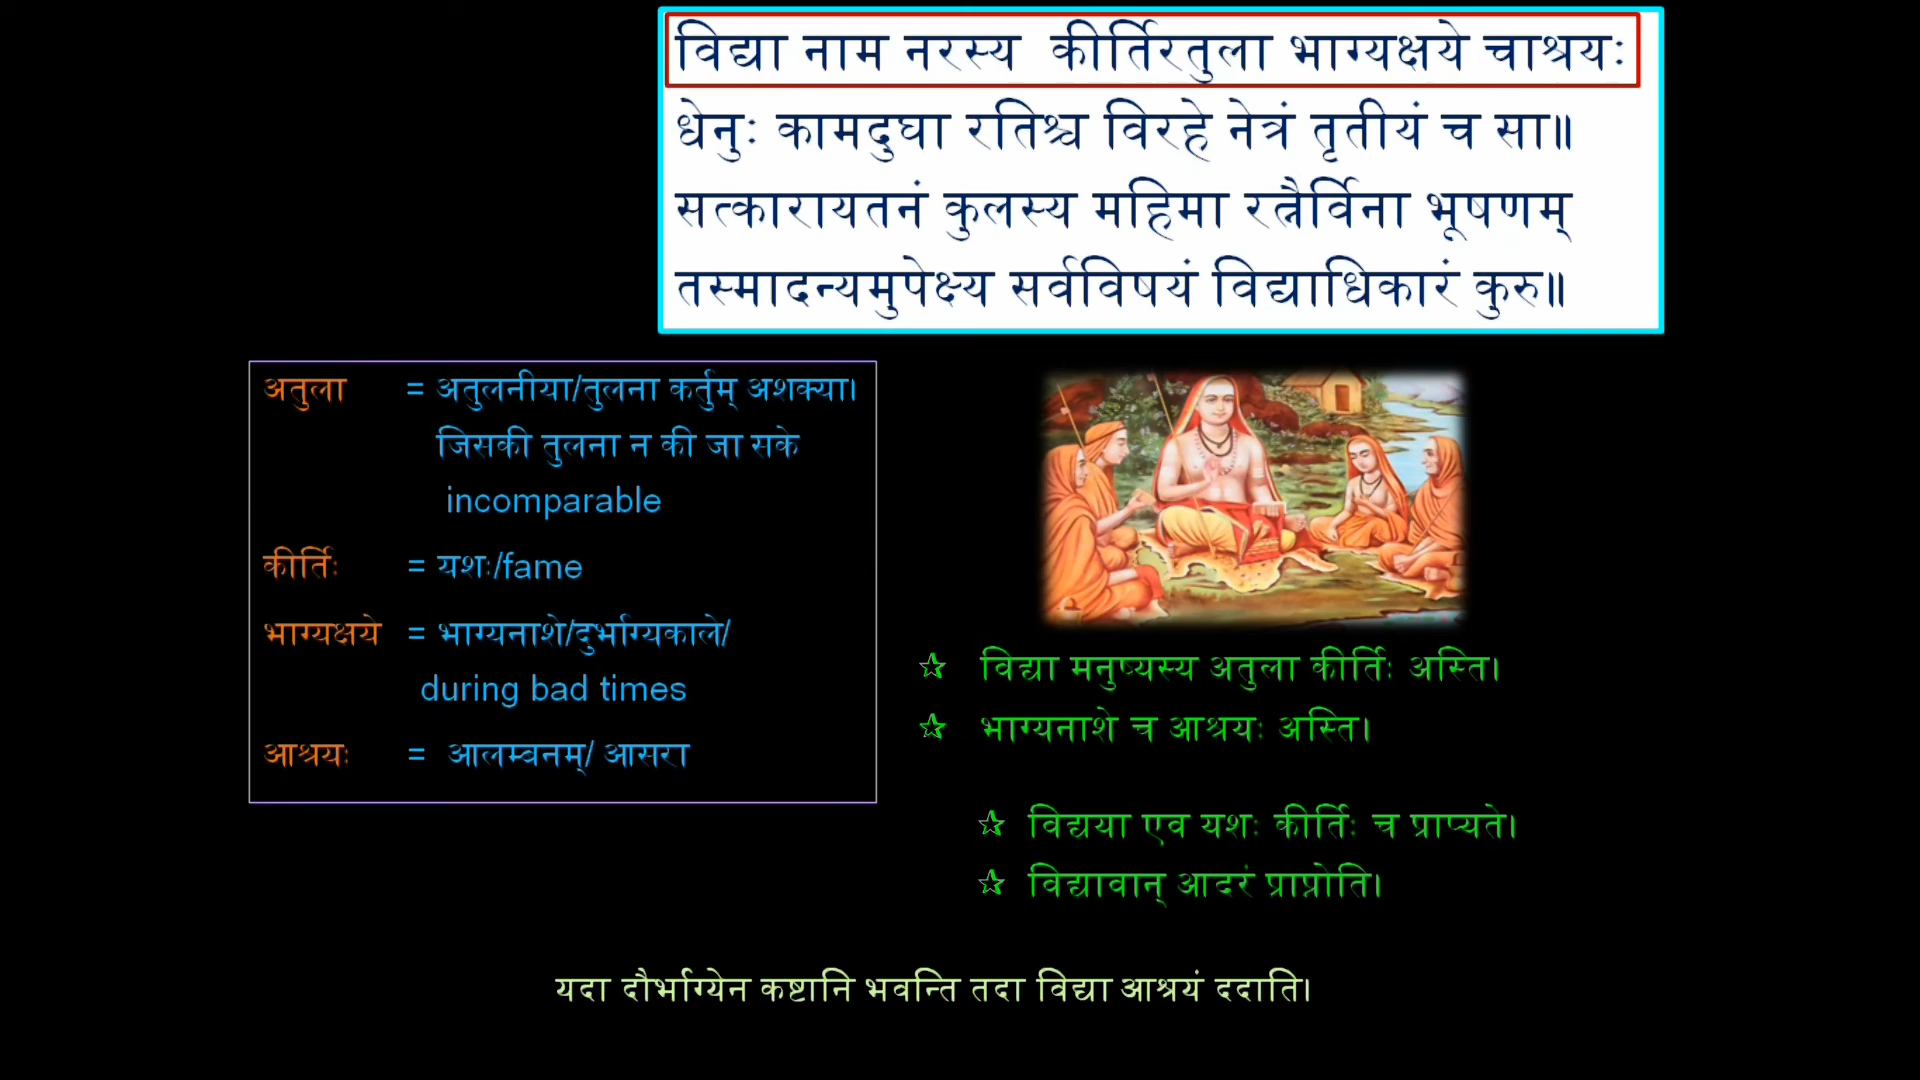 विद्या नाम नरस्य कीर्तिरतुला भाग्यक्षये चाश्रयः
धेनुः कामदुघा रतिश्च विरहे नेत्रं तृतीयं च सा॥
सत्कारायतनं कुलस्य महिमा रत्नैर्विना भूषणम्
तस्मादन्यमुपेक्ष्य सर्वविषयं विद्याधिकारं कुरु॥
अतुला = अतुलनीया/तुलना कर्तुम् अशक्या।
जिसकी तुलना न की जा सके
incomparable
कीर्तिः = यशः/fame
भाग्यक्षये = भाग्यनाशे/दुर्भाग्यकाले/
during bad times
आश्रयः = आलम्बनम्/ आसरा
☆ विद्या मनुष्यस्य अतुला कीर्तिः अस्ति।
☆ भाग्यनाशे च आश्रयः अस्ति।
☆ विद्यया एव यशः कीर्तिः च प्राप्यते।
☆ विद्यावान् आदरं प्राप्नोति।
यदा दौर्भाग्येन कष्टानि भवन्ति तदा विद्या आश्रयं ददाति।